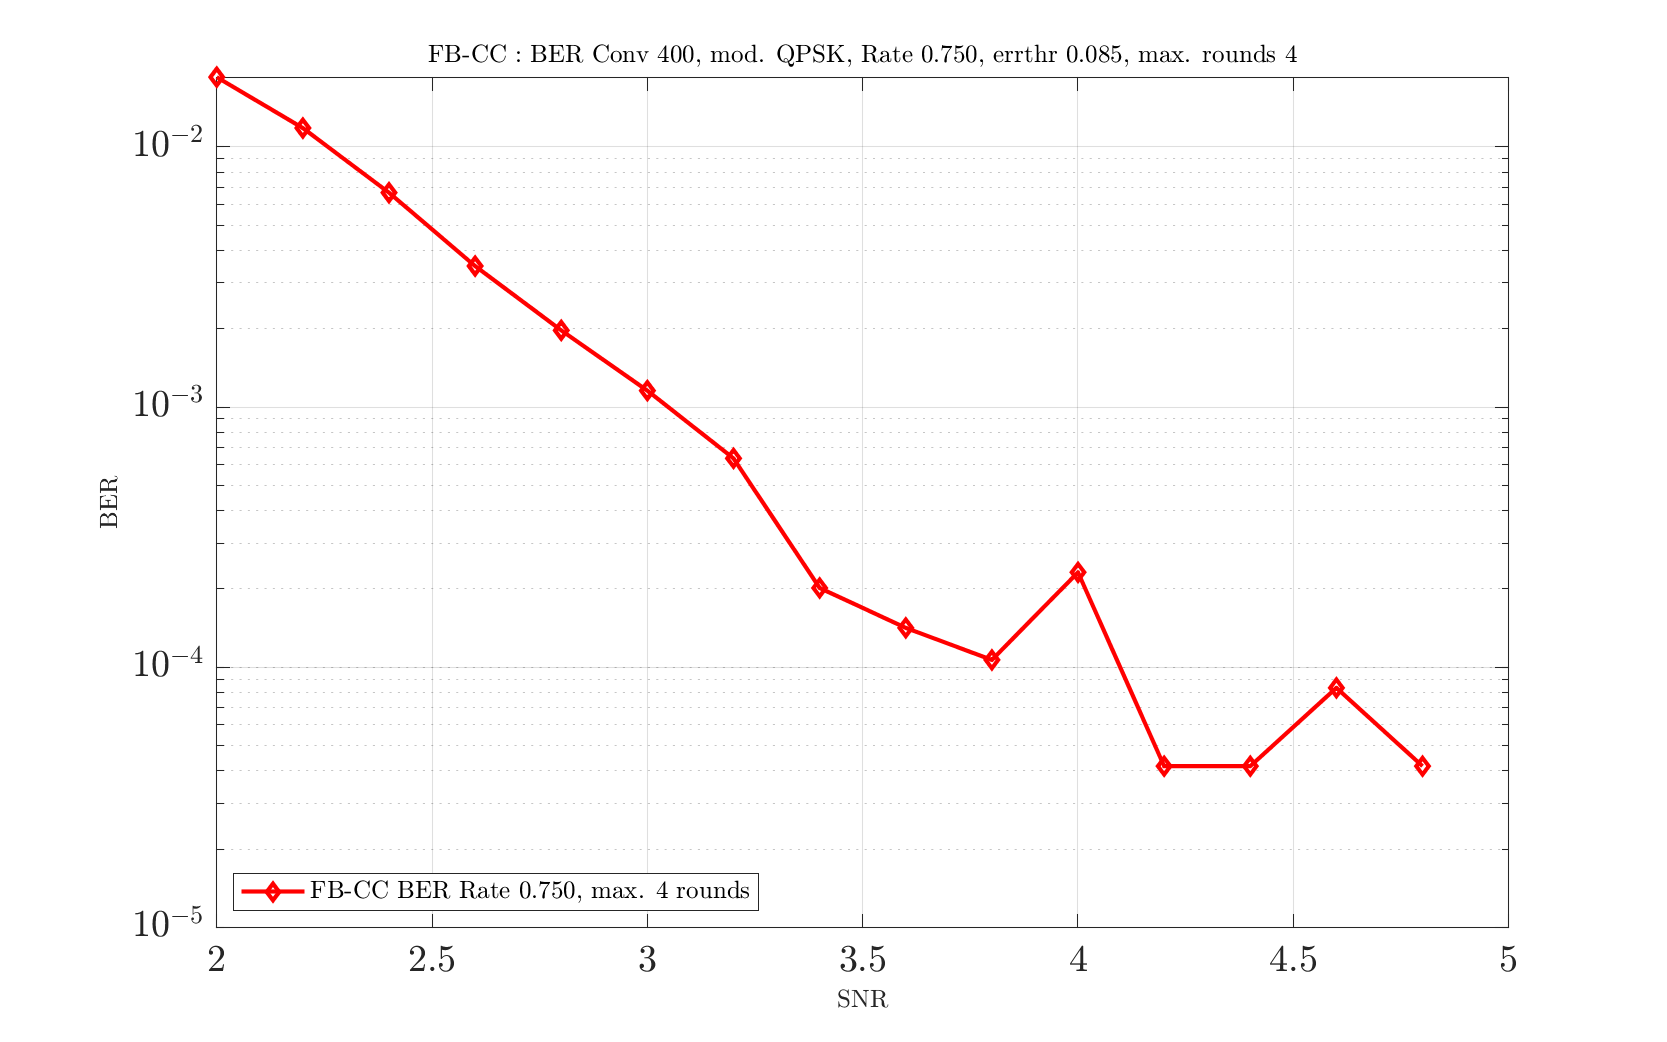 FB-CC : BER Conv 400, mod. QPSK, Rate 0.750, errthr 0.085, max. rounds 4
10⁻²
10⁻³
10⁻⁴
10⁻⁵
BER
FB-CC BER Rate 0.750, max. 4 rounds
2 2.5 3 3.5 4 4.5 5
SNR